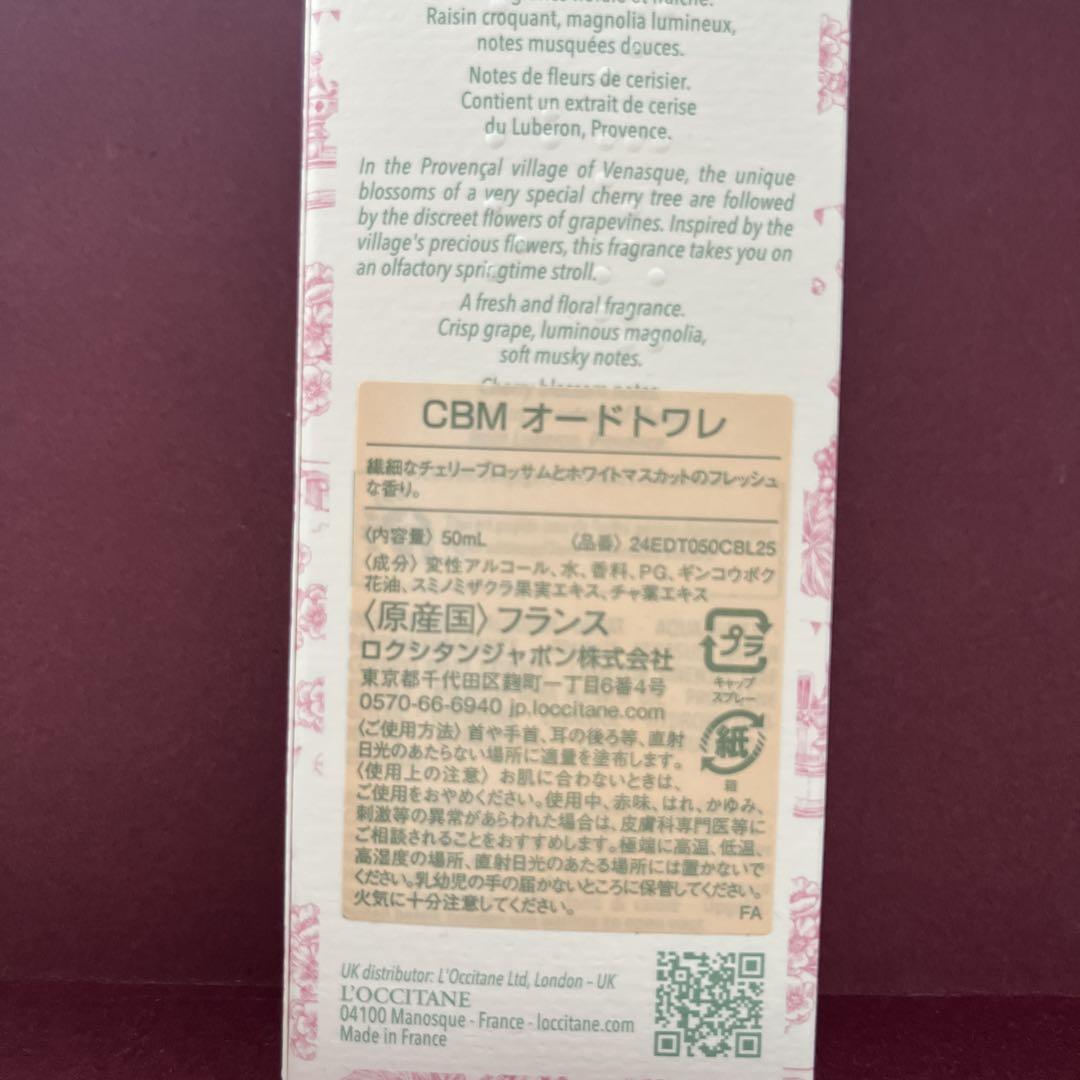 florale et fraîche.
Raisin croquant, magnolia lumineux,
notes musquées douces.
Notes de fleurs de cerisier.
Contient un extrait de cerise
du Luberon, Provence.
In the Provençal village of Venasque, the unique
blossoms of a very special cherry tree are followed
by the discreet flowers of grapevines. Inspired by the
village's precious flowers, this fragrance takes you on
an olfactory springtime stroll.
A fresh and floral fragrance.
Crisp grape, luminous magnolia,
soft musky notes.
Cherry blossom notes.
CBM オードトワレ
繊細なチェリーブロッサムとホワイトマスカットのフレッシュ
な香り。
〈内容量〉 50mL 〈品番〉 24EDT050CBL25
〈成分〉 変性アルコール、水、香料、PG、ギンコウボク
花油、スミノミザクラ果実エキス、チャ葉エキス
〈原産国〉フランス
プラ
ロクシタンジャポン株式会社
キャップ
スプレー
東京都千代田区麹町一丁目6番4号
0570-66-6940 jp.loccitane.com
紙
箱
〈ご使用方法〉 首や手首、耳の後ろ等、直射
日光のあたらない場所に適量を塗布します。
〈使用上の注意〉 お肌に合わないときは、
ご使用をおやめください。使用中、赤味、はれ、かゆみ、
刺激等の異常があらわれた場合は、皮膚科専門医等に
ご相談されることをおすすめします。極端に高温、低温、
高湿度の場所、直射日光のあたる場所には置かないで
ください。乳幼児の手の届かないところに保管してください。
火気に十分注意してください。 FA
UK distributor: L'Occitane Ltd, London – UK
L'OCCITANE
04100 Manosque - France - loccitane.com
Made in France